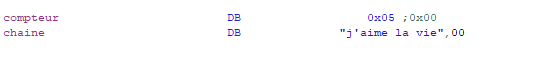 compteur DB 0x05 ;0x00
chaine DB "j'aime la vie",00